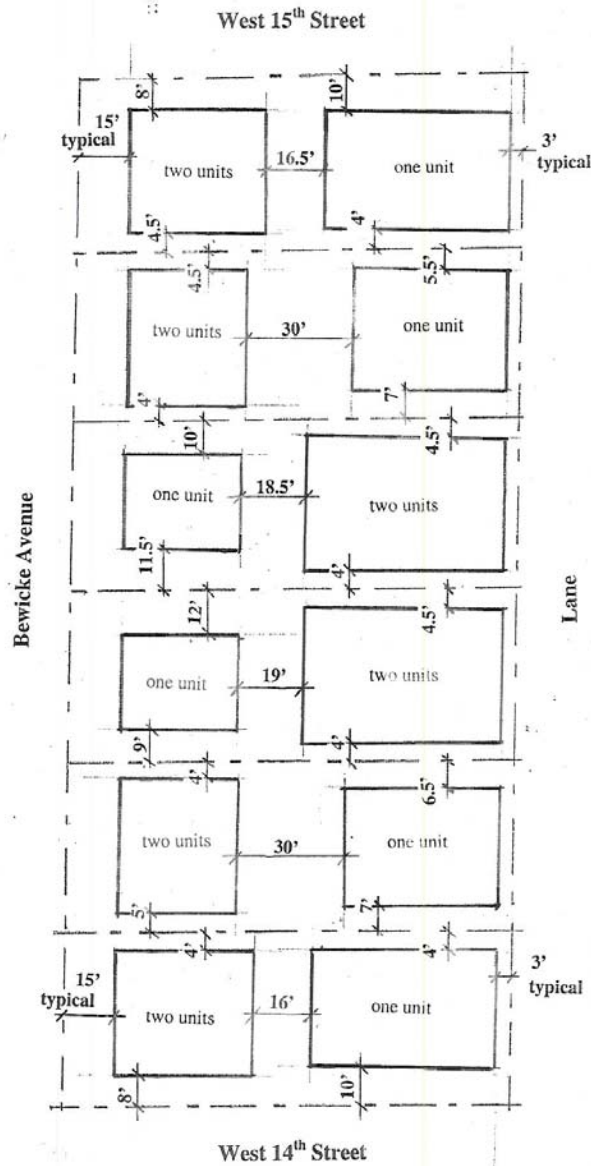 West 15th Street
8'
10'
15'
typical
3'
typical
two units
16.5'
one unit
4.5'
4'
4.5'
5.5'
two units
30'
one unit
4'
7'
10'
4.5'
one unit
18.5'
two units
11.5'
4'
Bewicke Avenue
Lane
12'
4.5'
one unit
19'
two units
9'
4'
4'
6.5'
two units
30'
one unit
5'
7'
4'
4'
15'
typical
3'
typical
two units
16'
one unit
8'
10'
West 14th Street